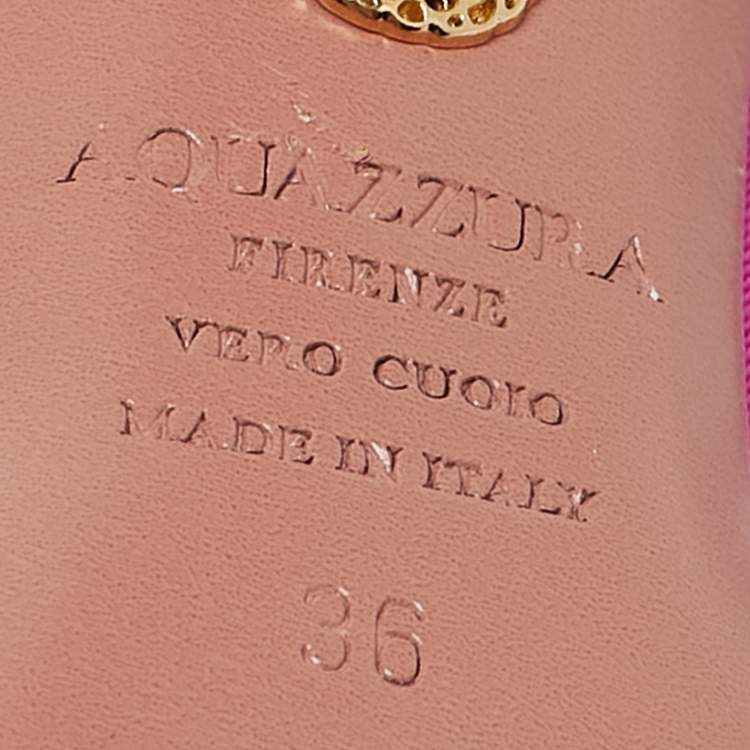 AQUAZZURA
FIRENZE
VERO CUOIO
MADE IN ITALY
36